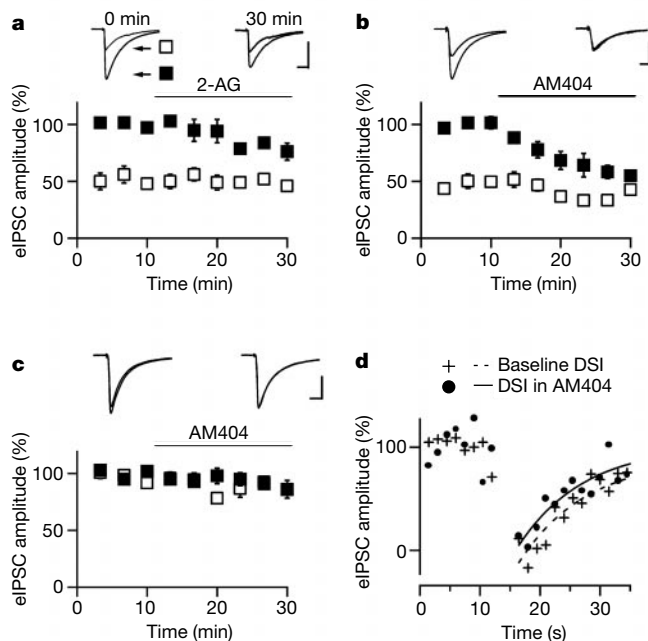 a
0 min
30 min
2-AG
eIPSC amplitude (%)
100
50
0
0
10
20
30
Time (min)
b
AM404
eIPSC amplitude (%)
100
50
0
0
10
20
30
Time (min)
c
AM404
eIPSC amplitude (%)
100
50
0
0
10
20
30
Time (min)
d
Baseline DSI
DSI in AM404
eIPSC amplitude (%)
100
0
0
10
20
30
Time (s)